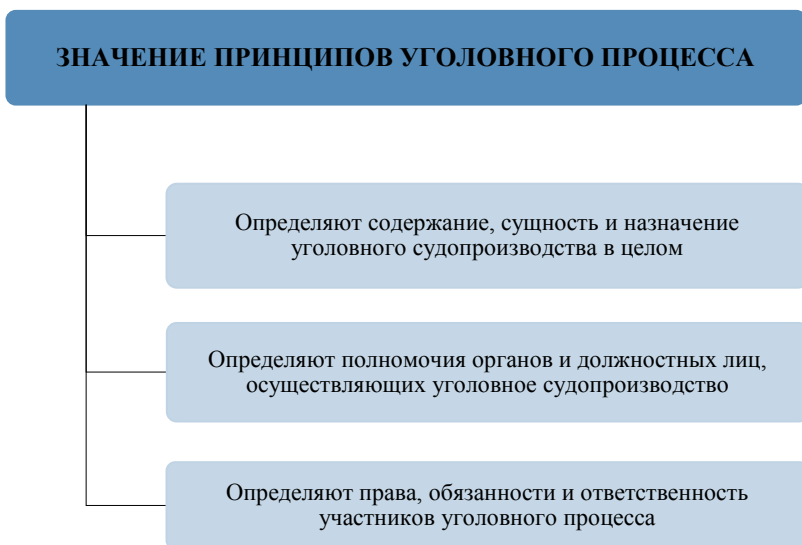 ЗНАЧЕНИЕ ПРИНЦИПОВ УГОЛОВНОГО ПРОЦЕССА
Определяют содержание, сущность и назначение
уголовного судопроизводства в целом
Определяют полномочия органов и должностных лиц,
осуществляющих уголовное судопроизводство
Определяют права, обязанности и ответственность
участников уголовного процесса